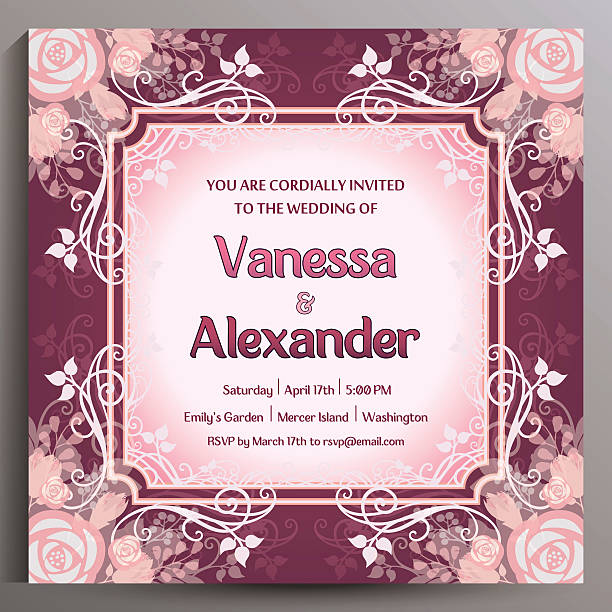 YOU ARE CORDIALLY INVITED
TO THE WEDDING OF
Vanessa
&
Alexander
Saturday | April 17th | 5:00 PM
Emily's Garden | Mercer Island | Washington
RSVP by March 17th to rsvp@email.com